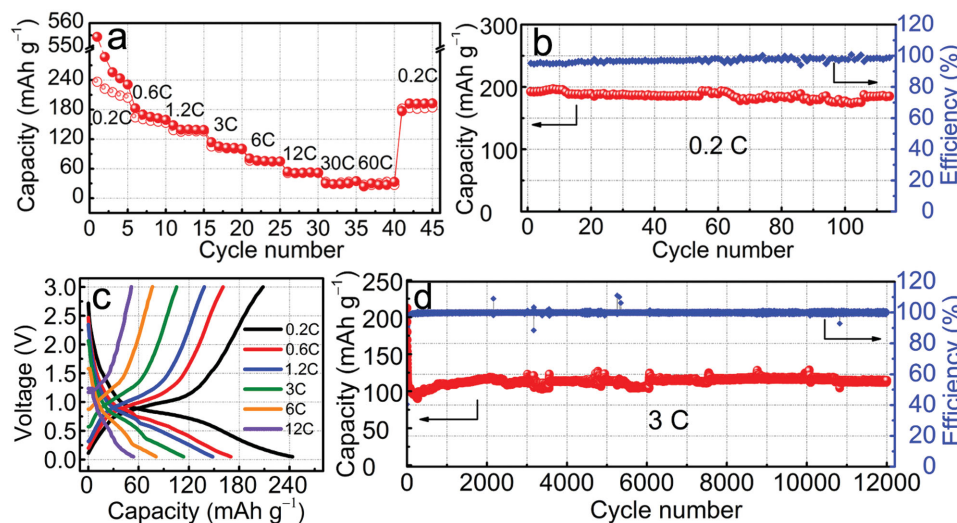 a
560
550
240
180
120
60
0
Capacity (mAh g⁻¹)
0.2C
0.6C
1.2C
3C
6C
12C
30C
60C
0.2C
0 5 10 15 20 25 30 35 40 45
Cycle number
b
300
200
100
0
Capacity (mAh g⁻¹)
0.2 C
120
100
80
60
40
20
0
Efficiency (%)
0 20 40 60 80 100
Cycle number
c
3.0
2.5
2.0
1.5
1.0
0.5
0.0
Voltage (V)
0.2C
0.6C
1.2C
3C
6C
12C
0 60 120 180 240
Capacity (mAh g⁻¹)
d
250
200
150
100
50
0
Capacity (mAh g⁻¹)
3 C
120
100
80
60
40
20
0
Efficiency (%)
0 2000 4000 6000 8000 10000 12000
Cycle number